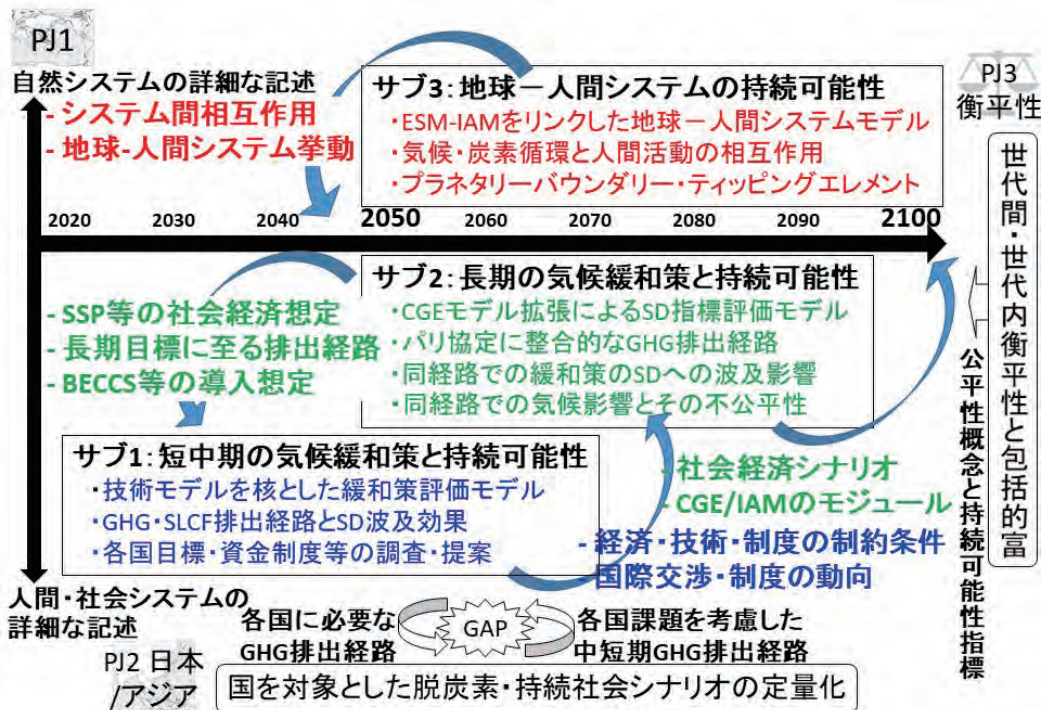 PJ1
自然システムの詳細な記述
- システム間相互作用
- 地球-人間システム挙動
サブ3：地球－人間システムの持続可能性
・ESM-IAMをリンクした地球－人間システムモデル
・気候・炭素循環と人間活動の相互作用
・プラネタリーバウンダリー・ティッピングエレメント
PJ3
衡平性
世代間・世代内衡平性と包括的富
公平性概念と持続可能性指標
2020 2030 2040 2050 2060 2070 2080 2090 2100
- SSP等の社会経済想定
- 長期目標に至る排出経路
- BECCS等の導入想定
サブ2：長期の気候緩和策と持続可能性
・CGEモデル拡張によるSD指標評価モデル
・パリ協定に整合的なGHG排出経路
・同経路での緩和策のSDへの波及影響
・同経路での気候影響とその不公平性
サブ1：短中期の気候緩和策と持続可能性
・技術モデルを核とした緩和策評価モデル
・GHG・SLCF排出経路とSD波及効果
・各国目標・資金制度等の調査・提案
- 社会経済シナリオ
- CGE/IAMのモジュール
- 経済・技術・制度の制約条件
- 国際交渉・制度の動向
人間・社会システムの
詳細な記述
各国に必要な
GHG排出経路
GAP
各国課題を考慮した
中短期GHG排出経路
PJ2 日本
/アジア
国を対象とした脱炭素・持続社会シナリオの定量化